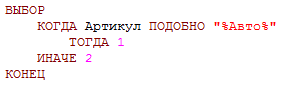 ВЫБОР
КОГДА Артикул ПОДОБНО "%Авто%"
ТОГДА 1
ИНАЧЕ 2
КОНЕЦ